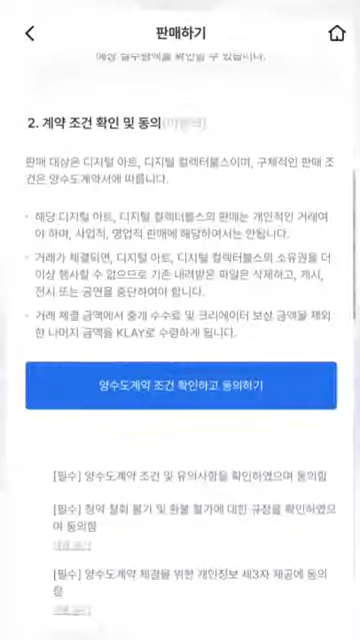 판매하기
예상 실수령액을 확인할 수 있습니다.
2. 계약 조건 확인 및 동의
판매 대상은 디지털 아트, 디지털 컬렉터블스이며, 구체적인 판매 조
건은 양수도계약서에 따릅니다.
해당 디지털 아트, 디지털 컬렉터블스의 판매는 개인적인 거래여
야 하며, 사업적, 영업적 판매에 해당하여서는 안됩니다.
거래가 체결되면, 디지털 아트, 디지털 컬렉터블스의 소유권을 더
이상 행사할 수 없으므로 기존 내려받은 파일은 삭제하고, 게시,
전시 또는 공연을 중단하여야 합니다.
거래 체결 금액에서 중개 수수료 및 크리에이터 보상 금액을 제외
한 나머지 금액을 KLAY로 수령하게 됩니다.
양수도계약 조건 확인하고 동의하기
[필수] 양수도계약 조건 및 유의사항을 확인하였으며 동의함
[필수] 청약 철회 불가 및 환불 불가에 대한 규정을 확인하였으
며 동의함
[필수] 양수도계약 체결을 위한 개인정보 제3자 제공에 동의
함